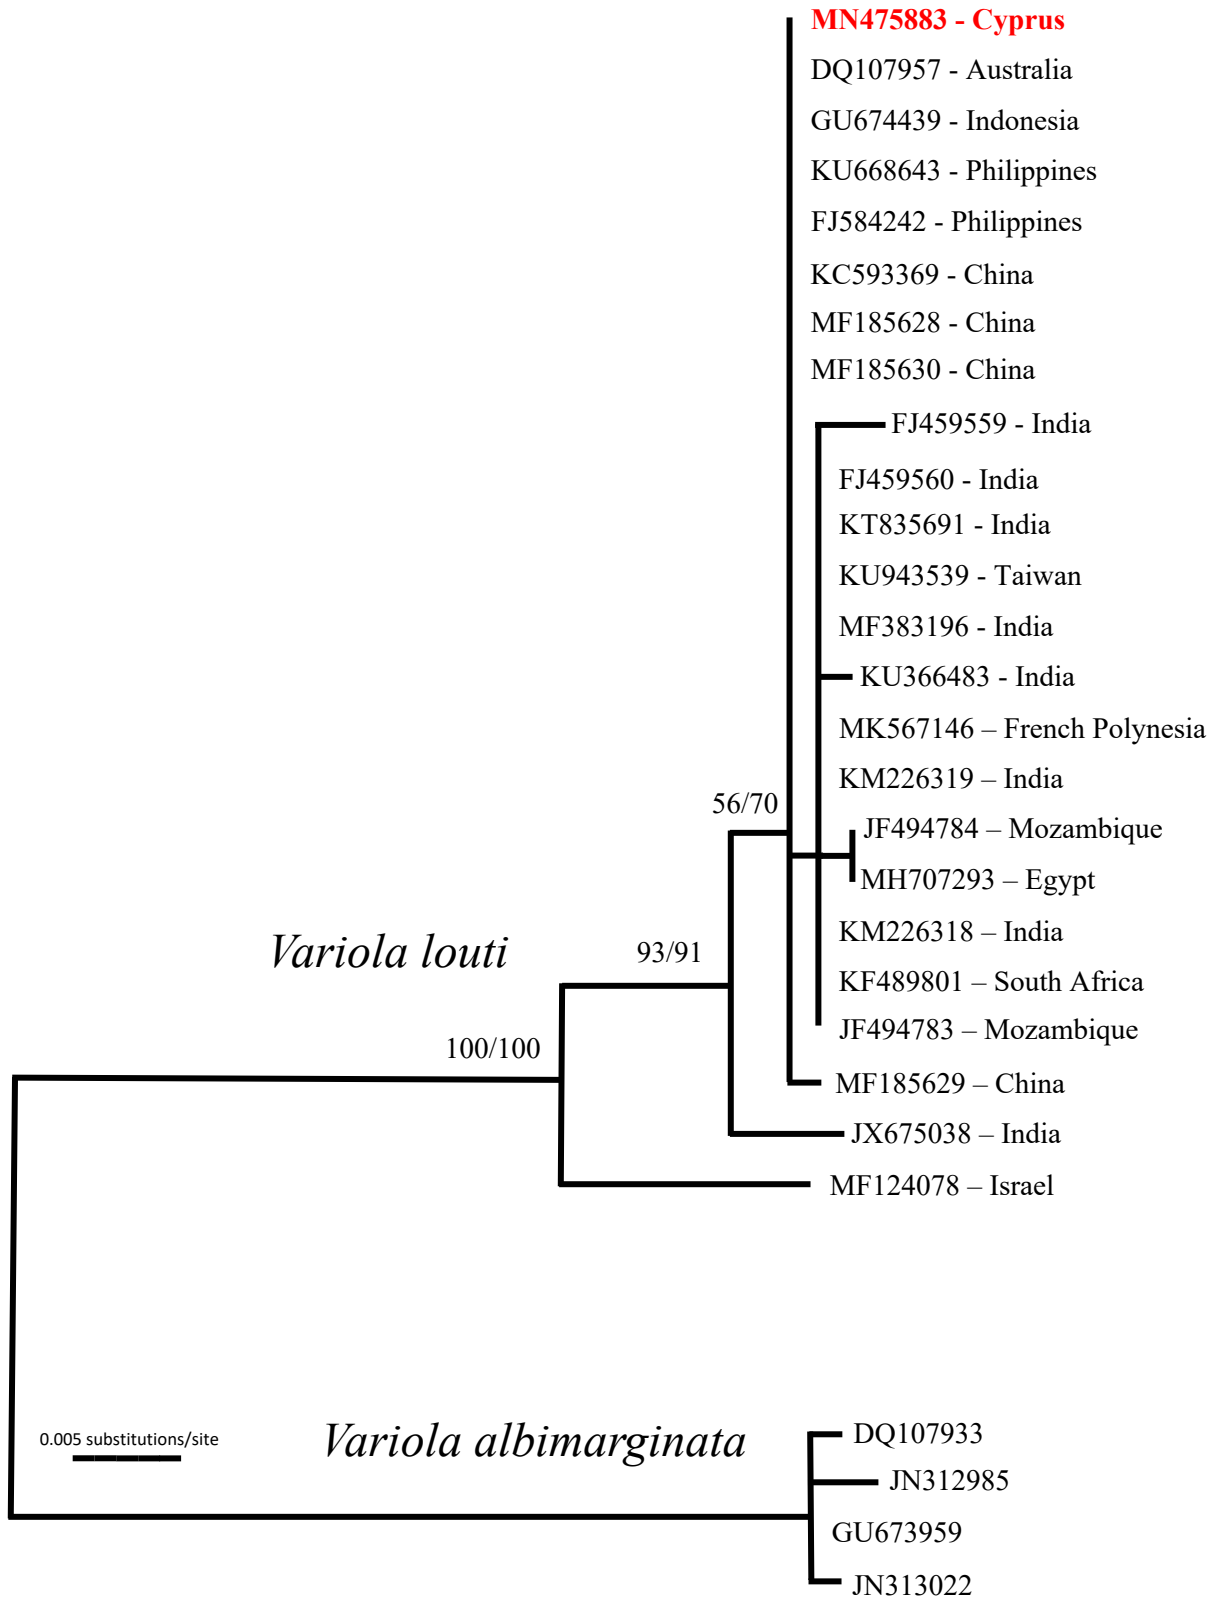 MN475883 - Cyprus
DQ107957 - Australia
GU674439 - Indonesia
KU668643 - Philippines
FJ584242 - Philippines
KC593369 - China
MF185628 - China
MF185630 - China
FJ459559 - India
FJ459560 - India
KT835691 - India
KU943539 - Taiwan
MF383196 - India
KU366483 - India
MK567146 – French Polynesia
KM226319 – India
56/70
JF494784 – Mozambique
MH707293 – Egypt
KM226318 – India
Variola louti
93/91
KF489801 – South Africa
JF494783 – Mozambique
100/100
MF185629 – China
JX675038 – India
MF124078 – Israel
0.005 substitutions/site
Variola albimarginata
DQ107933
JN312985
GU673959
JN313022